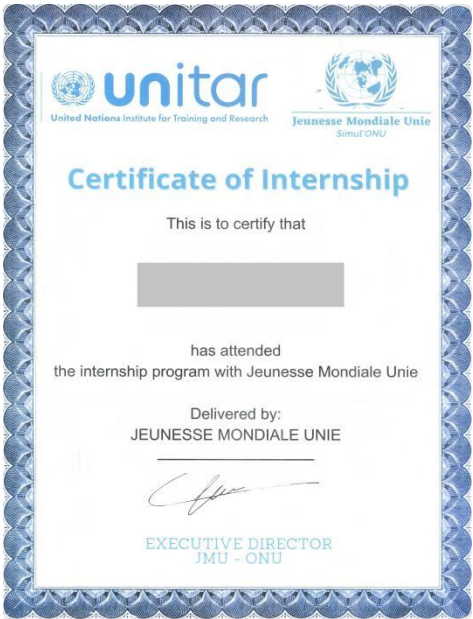 unitar
United Nations Institute for Training and Research
Jeunesse Mondiale Unie
Simul'ONU
Certificate of Internship
This is to certify that
has attended
the internship program with Jeunesse Mondiale Unie
Delivered by:
JEUNESSE MONDIALE UNIE
EXECUTIVE DIRECTOR
JMU - ONU